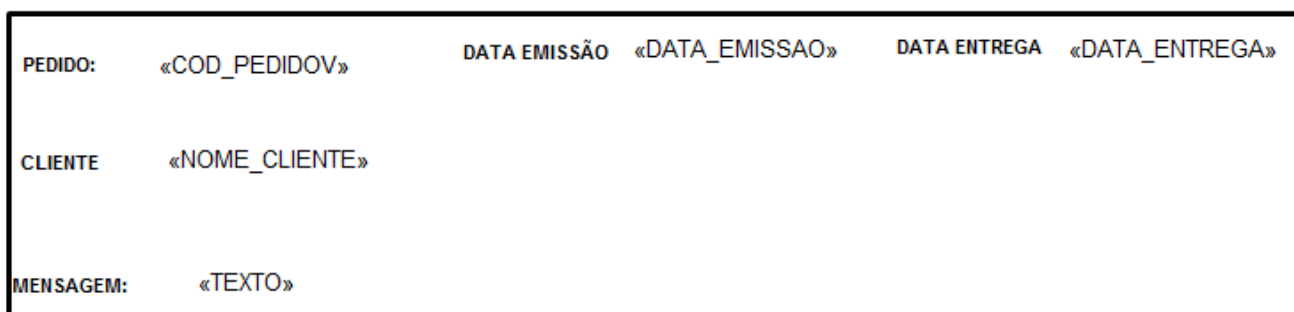 PEDIDO: «COD_PEDIDOV» DATA EMISSÃO «DATA_EMISSAO» DATA ENTREGA «DATA_ENTREGA»
CLIENTE «NOME_CLIENTE»
MENSAGEM: «TEXTO»